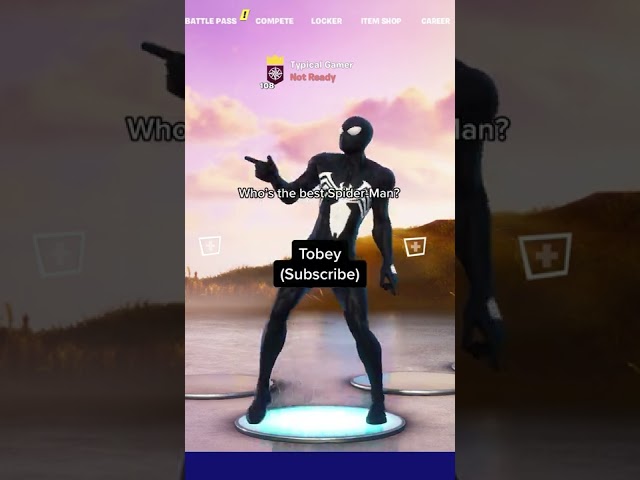 BATTLE PASS ! COMPETE LOCKER ITEM SHOP CAREER
Typical Gamer
108 Not Ready
Who's the best Spider-Man?
Tobey
(Subscribe)